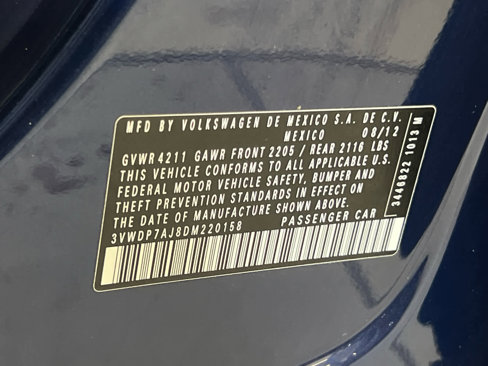 MFD BY VOLKSWAGEN DE MEXICO S.A. DE C.V.
MEXICO 08/12
GVWR 4211 GAWR FRONT 2205 / REAR 2116 LBS
THIS VEHICLE CONFORMS TO ALL APPLICABLE U.S.
FEDERAL MOTOR VEHICLE SAFETY, BUMPER AND
THEFT PREVENTION STANDARDS IN EFFECT ON
THE DATE OF MANUFACTURE SHOWN ABOVE.
3VWDP7AJ8DM220158 PASSENGER CAR
3446822 1013 M